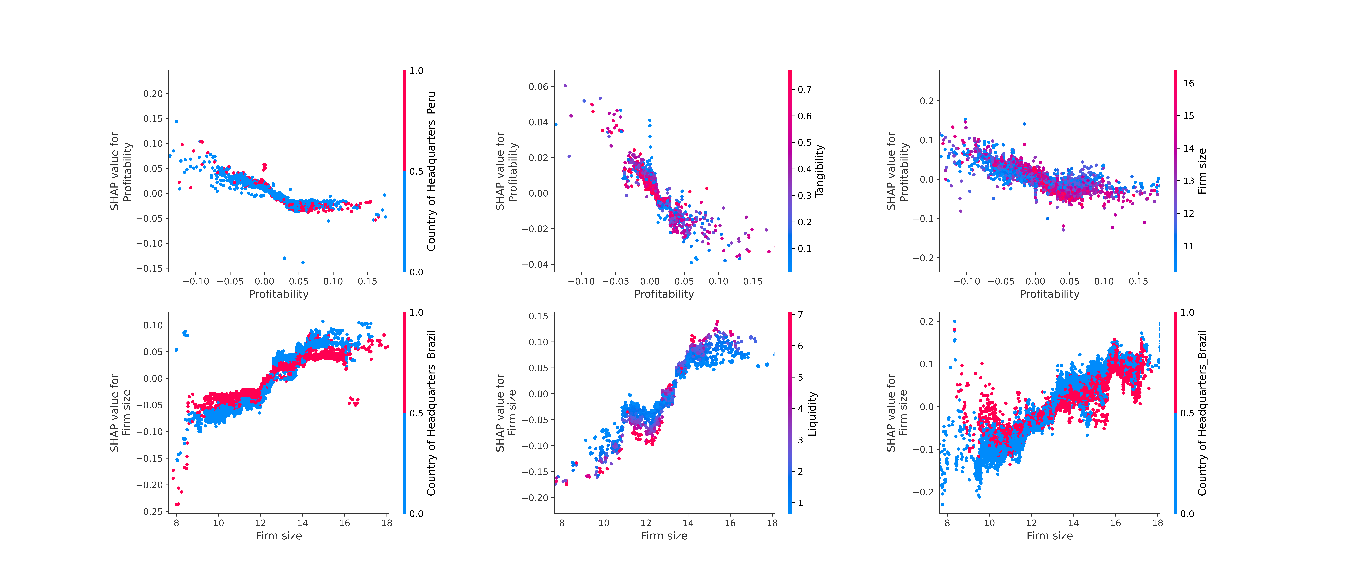 0.20
0.15
0.10
0.05
0.00
−0.05
−0.10
−0.15
SHAP value for
Profitability
−0.10 −0.05 0.00 0.05 0.10 0.15
Profitability
1.0
0.5
0.0
Country of Headquarters Peru
0.06
0.04
0.02
0.00
−0.02
−0.04
SHAP value for
Profitability
−0.10 −0.05 0.00 0.05 0.10 0.15
Profitability
0.7
0.6
0.5
0.4
0.3
0.2
0.1
Tangibility
0.2
0.1
0.0
−0.1
−0.2
SHAP value for
Profitability
−0.10 −0.05 0.00 0.05 0.10 0.15
Profitability
16
15
14
13
12
11
Firm size
0.10
0.05
0.00
−0.05
−0.10
−0.15
−0.20
0.25
SHAP value for
Firm size
8 10 12 14 16 18
Firm size
1.0
0.5
0.0
Country of Headquarters_Brazil
0.15
0.10
0.05
0.00
−0.05
−0.10
−0.15
−0.20
SHAP value for
Firm size
8 10 12 14 16 18
Firm size
7
6
5
4
3
2
1
Liquidity
0.2
0.1
0.0
−0.1
−0.2
SHAP value for
Firm size
8 10 12 14 16 18
Firm size
1.0
0.5
0.0
Country of Headquarters_Brazil